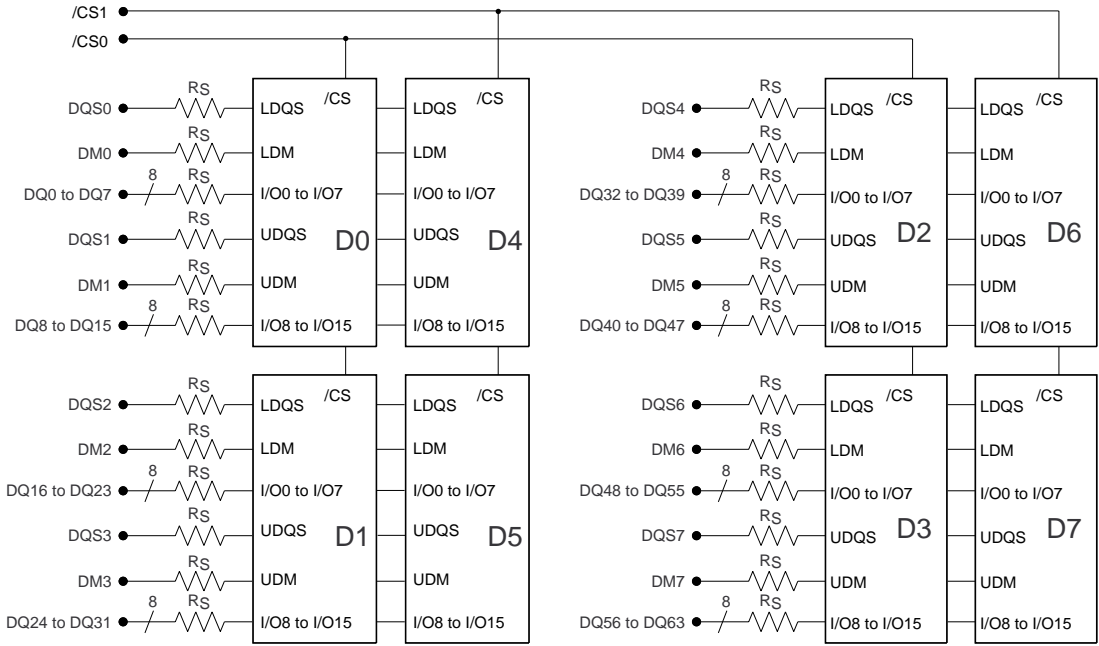 /CS1
/CS0
RS /CS /CS RS /CS /CS
DQS0 LDQS LDQS DQS4 LDQS LDQS
RS RS
DM0 LDM LDM DM4 LDM LDM
8 RS 8 RS
DQ0 to DQ7 I/O0 to I/O7 I/O0 to I/O7 DQ32 to DQ39 I/O0 to I/O7 I/O0 to I/O7
RS RS
DQS1 UDQS D0 UDQS D4 DQS5 UDQS D2 UDQS D6
RS RS
DM1 UDM UDM DM5 UDM UDM
8 RS 8 RS
DQ8 to DQ15 I/O8 to I/O15 I/O8 to I/O15 DQ40 to DQ47 I/O8 to I/O15 I/O8 to I/O15
RS /CS /CS RS /CS /CS
DQS2 LDQS LDQS DQS6 LDQS LDQS
RS RS
DM2 LDM LDM DM6 LDM LDM
8 RS 8 RS
DQ16 to DQ23 I/O0 to I/O7 I/O0 to I/O7 DQ48 to DQ55 I/O0 to I/O7 I/O0 to I/O7
RS RS
DQS3 UDQS D1 UDQS D5 DQS7 UDQS D3 UDQS D7
RS RS
DM3 UDM UDM DM7 UDM UDM
8 RS 8 RS
DQ24 to DQ31 I/O8 to I/O15 I/O8 to I/O15 DQ56 to DQ63 I/O8 to I/O15 I/O8 to I/O15